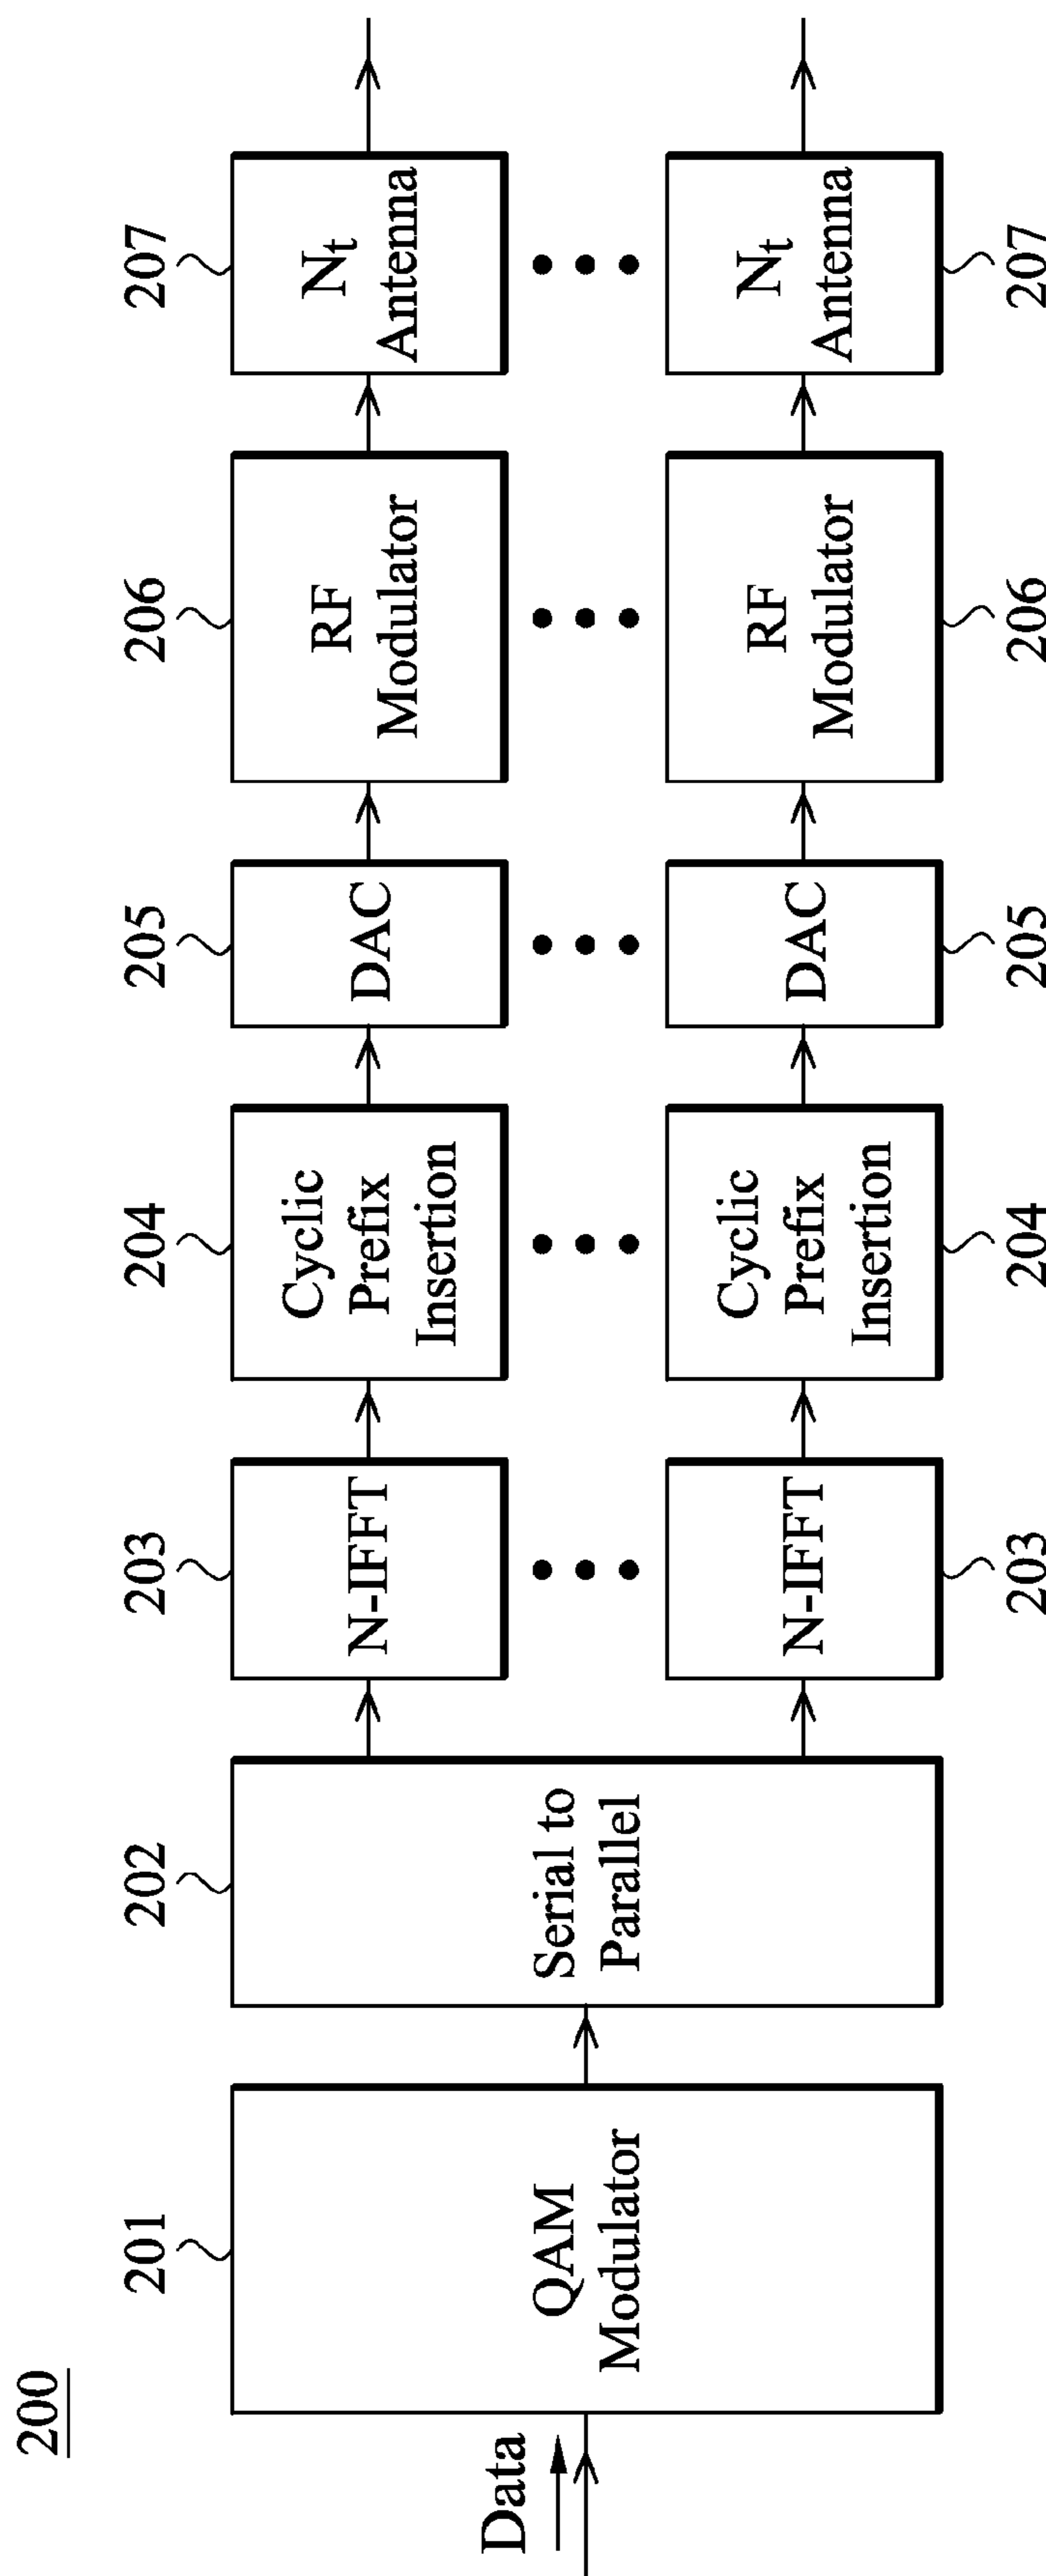 200
Data
201
QAM
Modulator
202
Serial to
Parallel
203
N-IFFT
204
Cyclic
Prefix
Insertion
205
DAC
206
RF
Modulator
207
Nt
Antenna
N-IFFT
203
Cyclic
Prefix
Insertion
204
DAC
205
RF
Modulator
206
Nt
Antenna
207